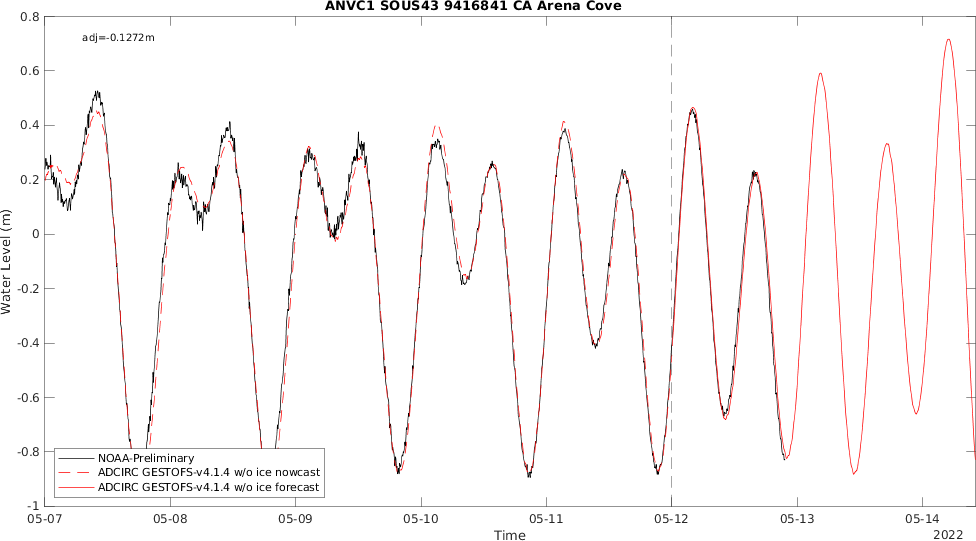 ANVC1 SOUS43 9416841 CA Arena Cove
adj=-0.1272m
0.8
0.6
0.4
0.2
0
-0.2
-0.4
-0.6
-0.8
-1
Water Level (m)
NOAA-Preliminary
ADCIRC GESTOFS-v4.1.4 w/o ice nowcast
ADCIRC GESTOFS-v4.1.4 w/o ice forecast
05-07 05-08 05-09 05-10 05-11 05-12 05-13 05-14
Time
2022